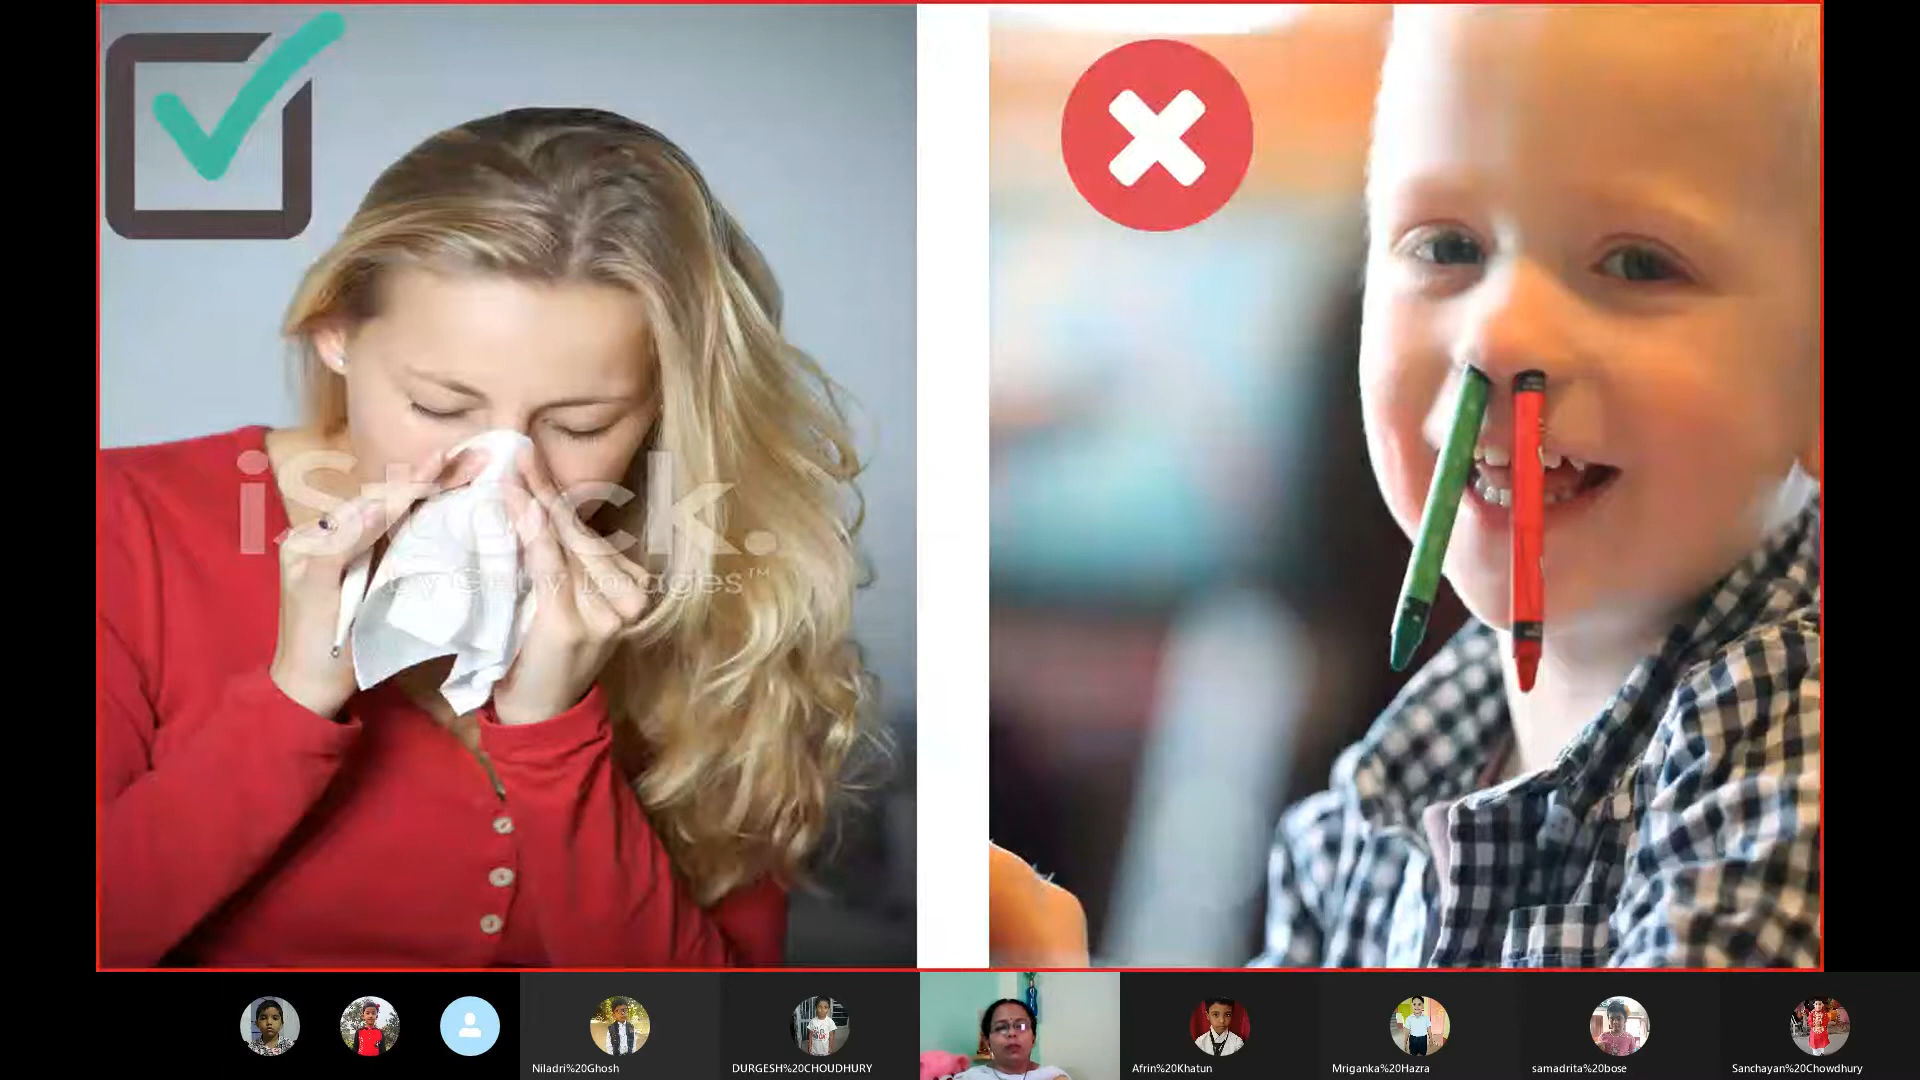 iStock.
by Getty Images™
Niladri%20Ghosh
DURGESH%20CHOUDHURY
Afrin%20Khatun
Mriganka%20Hazra
samadrita%20bose
Sanchayan%20Chowdhury